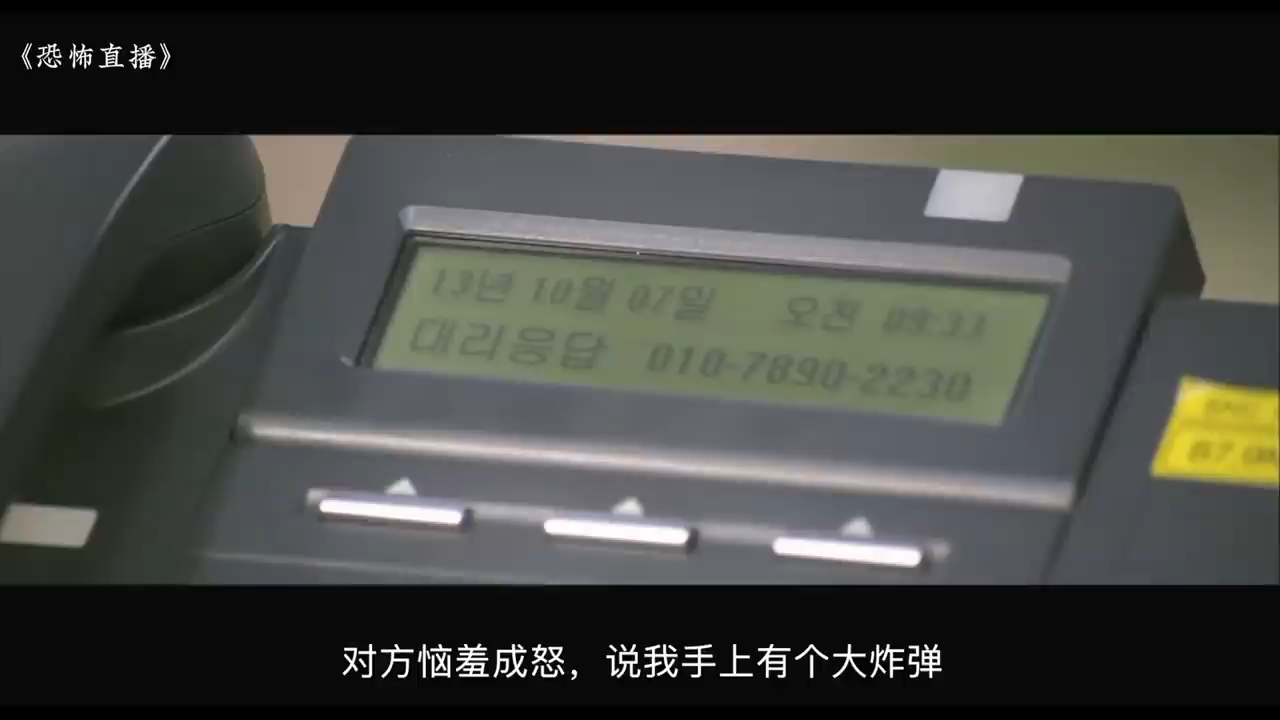 《恐怖直播》
13년 10월 07일 오전 09:33
대리응답 010-7890-2230
对方恼羞成怒，说我手上有个大炸弹